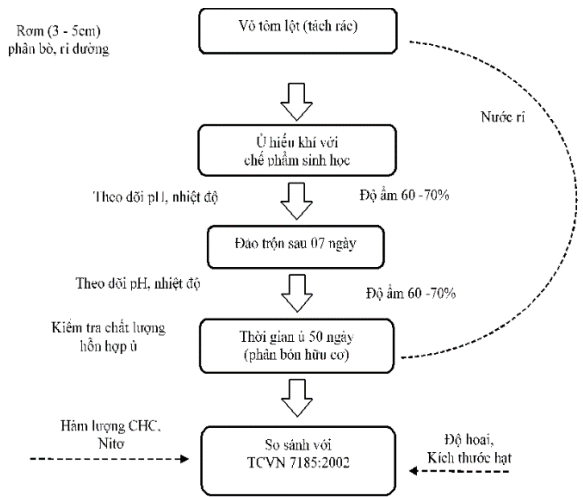 Rơm (3 - 5cm)
phân bò, rỉ đường
Vỏ tôm lột (tách rác)
Nước rỉ
Ủ hiếu khí với
chế phẩm sinh học
Theo dõi pH, nhiệt độ
Độ ẩm 60 -70%
Đảo trộn sau 07 ngày
Theo dõi pH, nhiệt độ
Độ ẩm 60 -70%
Kiểm tra chất lượng
hỗn hợp ủ
Thời gian ủ 50 ngày
(phân bón hữu cơ)
Hàm lượng CHC,
Nitơ
So sánh với
TCVN 7185:2002
Độ hoai,
Kích thước hạt